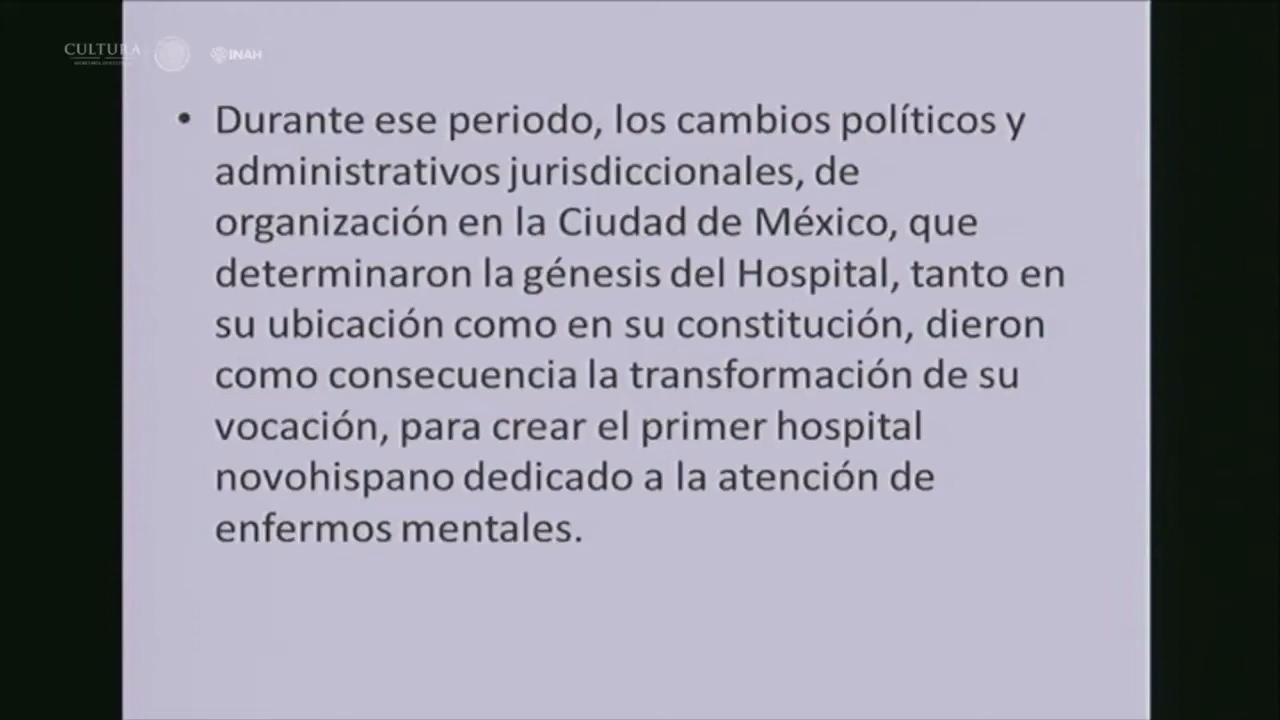 CULTURA
INAH
• Durante ese periodo, los cambios políticos y
administrativos jurisdiccionales, de
organización en la Ciudad de México, que
determinaron la génesis del Hospital, tanto en
su ubicación como en su constitución, dieron
como consecuencia la transformación de su
vocación, para crear el primer hospital
novohispano dedicado a la atención de
enfermos mentales.